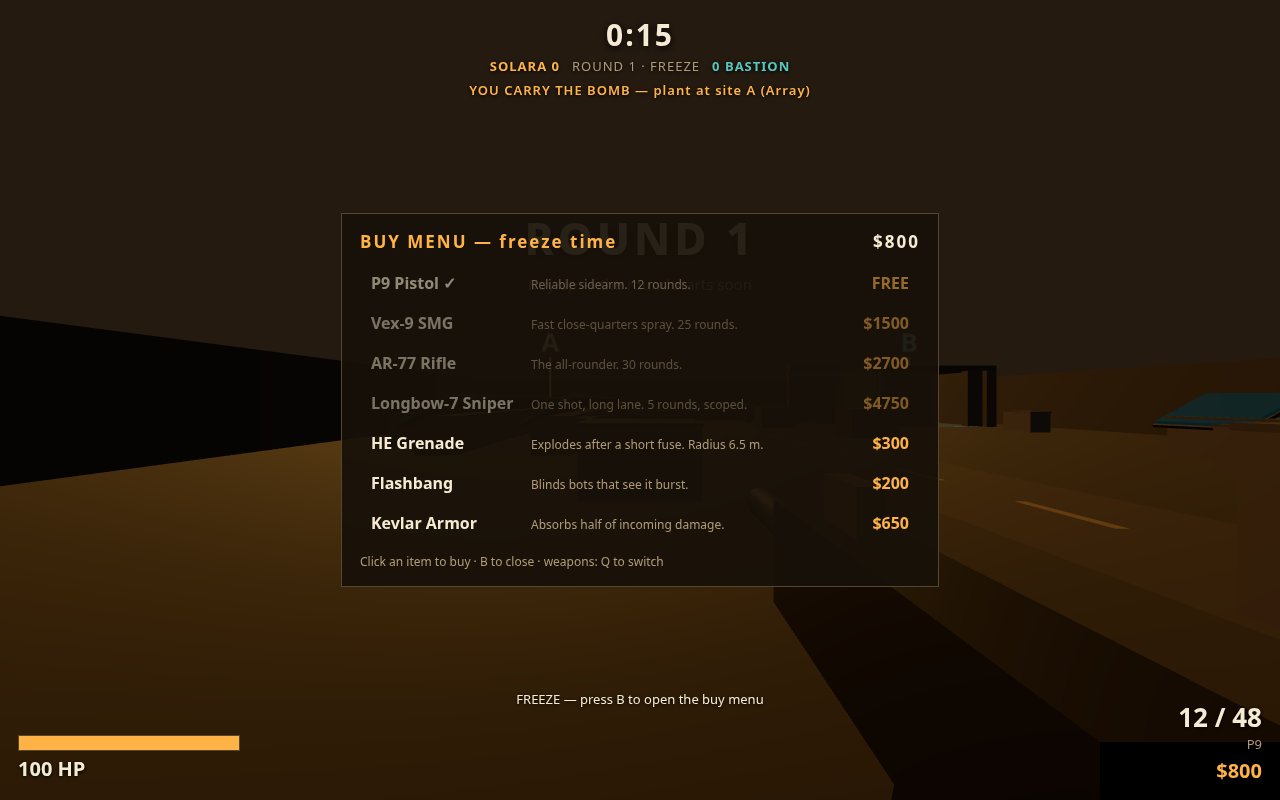 0:15
SOLARA 0 ROUND 1 · FREEZE 0 BASTION
YOU CARRY THE BOMB — plant at site A (Array)
ROUND 1
BUY MENU — freeze time $800
P9 Pistol ✓ Reliable sidearm. 12 rounds. FREE
arts soon
Vex-9 SMG Fast close-quarters spray. 25 rounds. $1500
A B
AR-77 Rifle The all-rounder. 30 rounds. $2700
Longbow-7 Sniper One shot, long lane. 5 rounds, scoped. $4750
HE Grenade Explodes after a short fuse. Radius 6.5 m. $300
Flashbang Blinds bots that see it burst. $200
Kevlar Armor Absorbs half of incoming damage. $650
Click an item to buy · B to close · weapons: Q to switch
FREEZE — press B to open the buy menu
100 HP
12 / 48
P9
$800